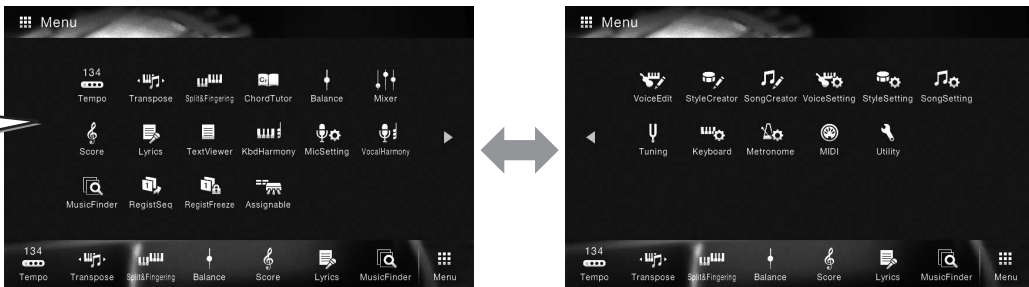 Menu
134
Tempo Transpose Split&Fingering ChordTutor Balance Mixer
Score Lyrics TextViewer KbdHarmony MicSetting VocalHarmony
MusicFinder RegistSeq RegistFreeze Assignable
134
Tempo Transpose Split&Fingering Balance Score Lyrics MusicFinder Menu
Menu
VoiceEdit StyleCreator SongCreator VoiceSetting StyleSetting SongSetting
Tuning Keyboard Metronome MIDI Utility
134
Tempo Transpose Split&Fingering Balance Score Lyrics MusicFinder Menu